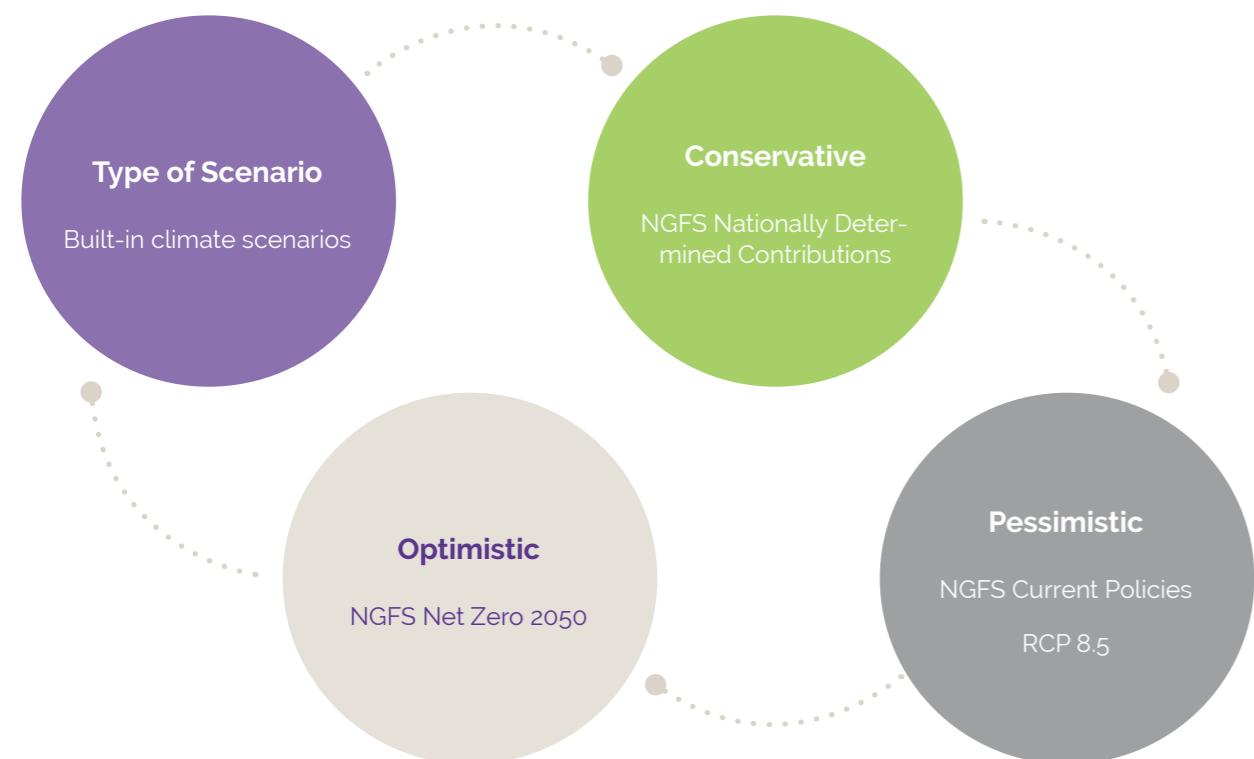 Type of Scenario
Built-in climate scenarios
Conservative
NGFS Nationally Deter-
mined Contributions
Pessimistic
NGFS Current Policies
RCP 8.5
Optimistic
NGFS Net Zero 2050